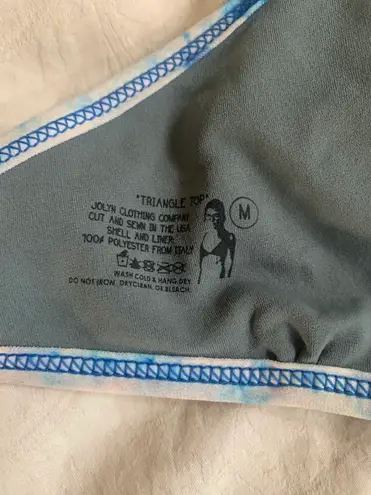 "TRIANGLE TOP"
JOLYN CLOTHING COMPANY
CUT AND SEWN IN THE USA
SHELL AND LINER:
100% POLYESTER FROM ITALY
WASH COLD & HANG DRY
DO NOT IRON, DRYCLEAN, OR BLEACH.
M